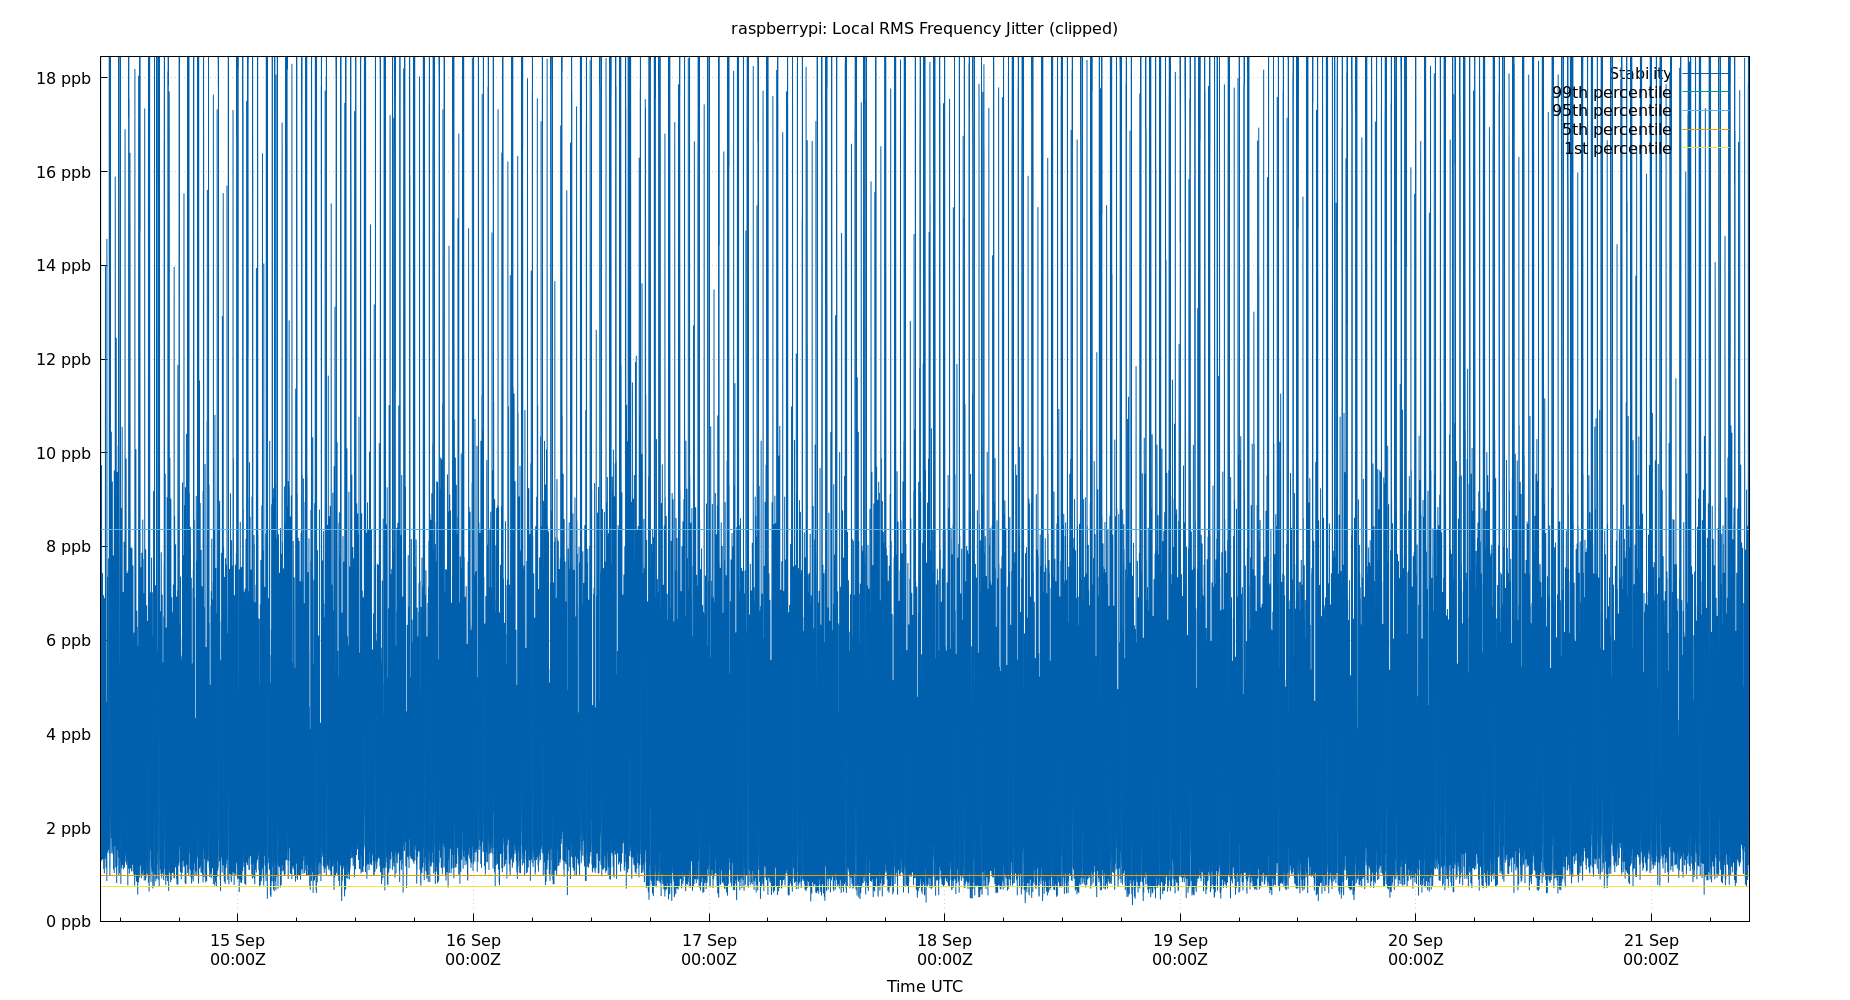 raspberrypi: Local RMS Frequency Jitter (clipped)
18 ppb
16 ppb
14 ppb
12 ppb
10 ppb
8 ppb
6 ppb
4 ppb
2 ppb
0 ppb
Stability
99th percentile
95th percentile
5th percentile
1st percentile
15 Sep 16 Sep 17 Sep 18 Sep 19 Sep 20 Sep 21 Sep
00:00Z 00:00Z 00:00Z 00:00Z 00:00Z 00:00Z 00:00Z
Time UTC